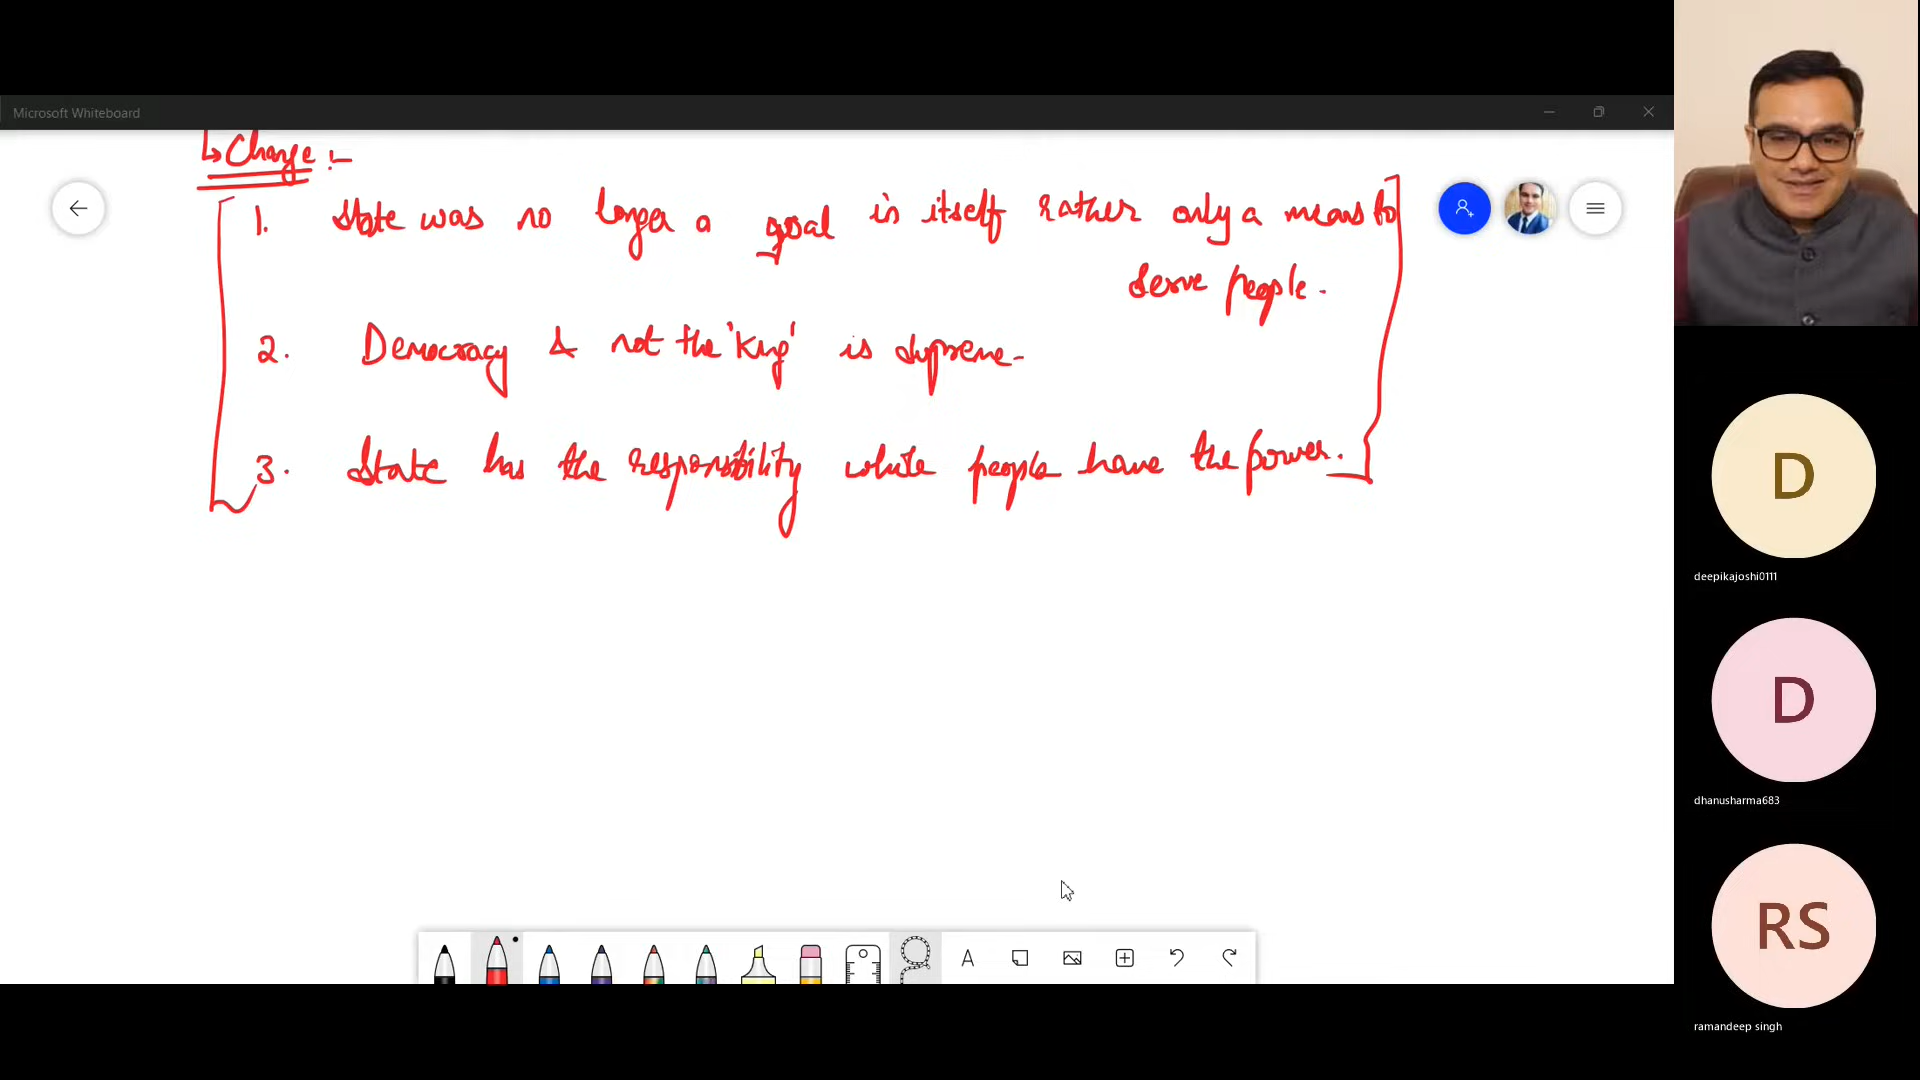 Microsoft Whiteboard
↳ Change :-
1. State was no longer a goal in itself rather only a means to
serve people.
2. Democracy & not the 'King' is supreme.
3. State has the responsibility while people have the power.
D
deepikajoshi0111
D
dhanusharma683
RS
ramandeep singh
A